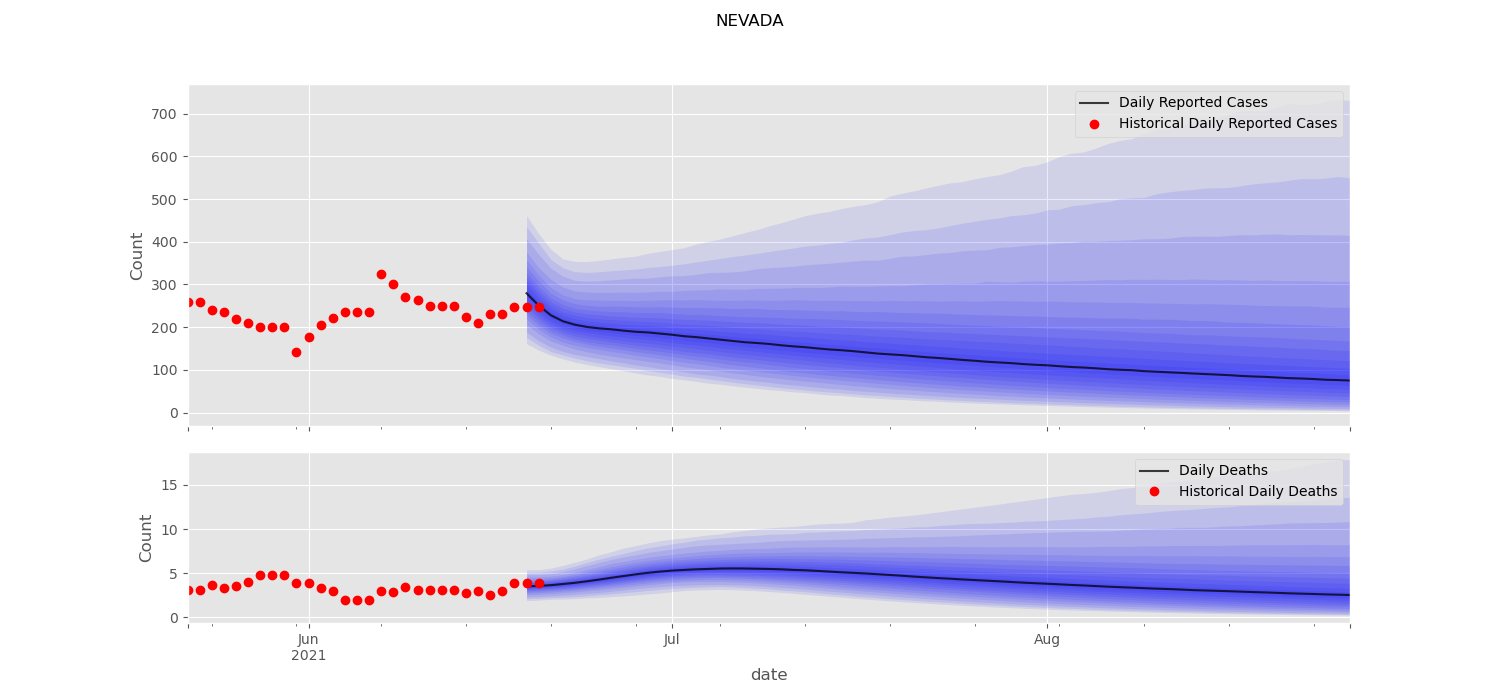 NEVADA
700
600
500
400
300
200
100
0
Count
Daily Reported Cases
Historical Daily Reported Cases
15
10
5
0
Count
Daily Deaths
Historical Daily Deaths
Jun
2021
Jul
Aug
date